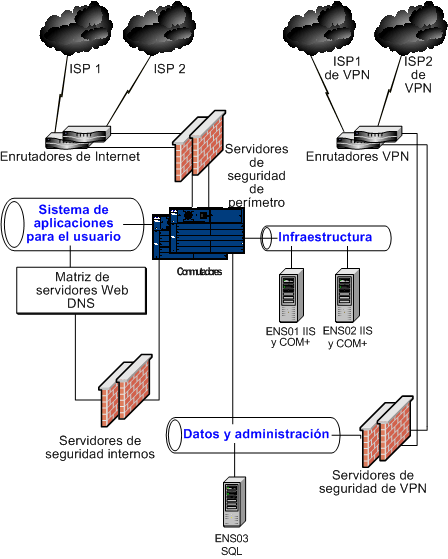 ISP 1
ISP 2
ISP1
de VPN
ISP2
de
VPN
Enrutadores de Internet
Servidores
de
seguridad
de
perímetro
Enrutadores VPN
Sistema de
aplicaciones
para el usuario
Conmutadores
Infraestructura
Matriz de
servidores Web
DNS
ENS01 IIS
y COM+
ENS02 IIS
y COM+
Servidores de
seguridad internos
Datos y administración
Servidores de
seguridad de VPN
ENS03
SQL